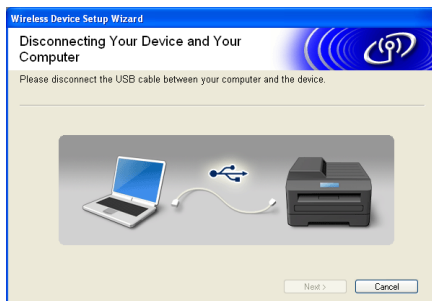 Wireless Device Setup Wizard
Disconnecting Your Device and Your
Computer
Please disconnect the USB cable between your computer and the device.
Next >
Cancel